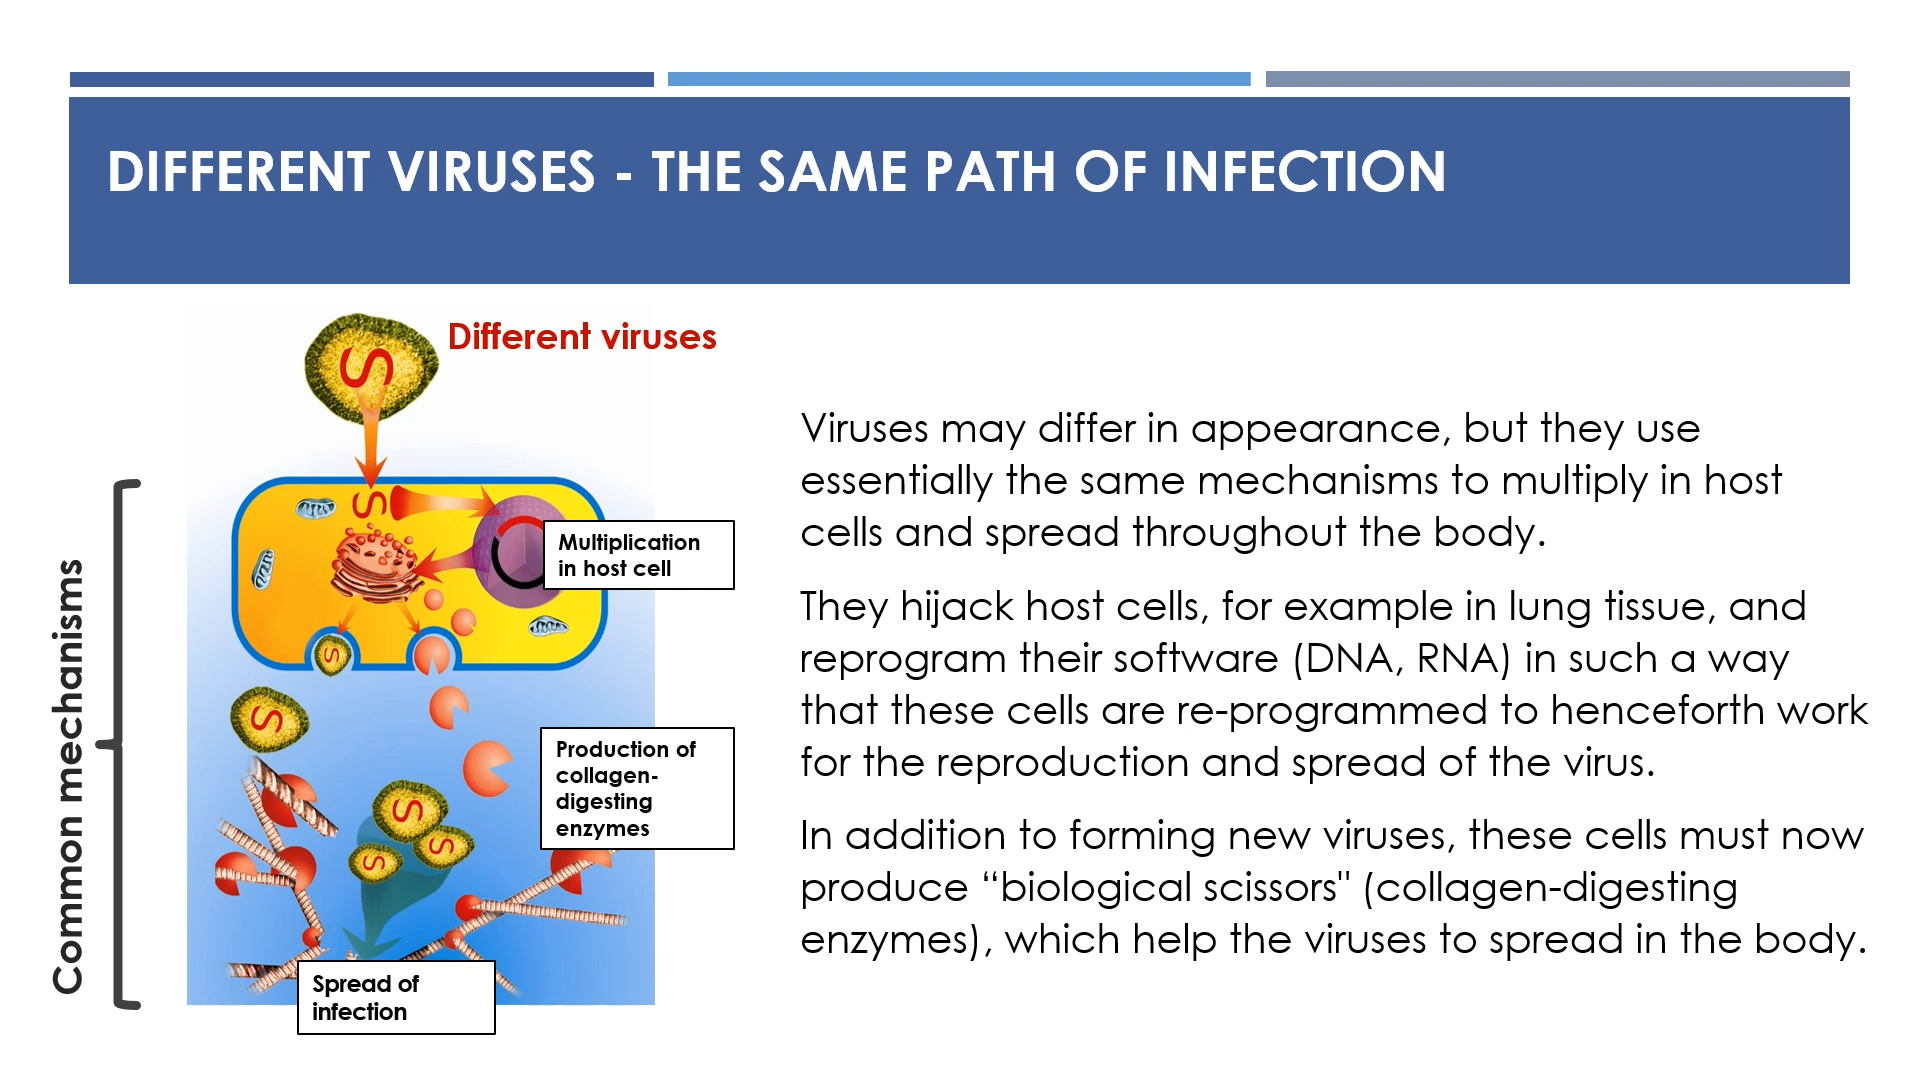 DIFFERENT VIRUSES - THE SAME PATH OF INFECTION
Different viruses
S
S
Multiplication
in host cell
S
S
Production of
collagen-
digesting
enzymes
S
S
S
Spread of
infection
Common mechanisms
Viruses may differ in appearance, but they use
essentially the same mechanisms to multiply in host
cells and spread throughout the body.
They hijack host cells, for example in lung tissue, and
reprogram their software (DNA, RNA) in such a way
that these cells are re-programmed to henceforth work
for the reproduction and spread of the virus.
In addition to forming new viruses, these cells must now
produce “biological scissors" (collagen-digesting
enzymes), which help the viruses to spread in the body.